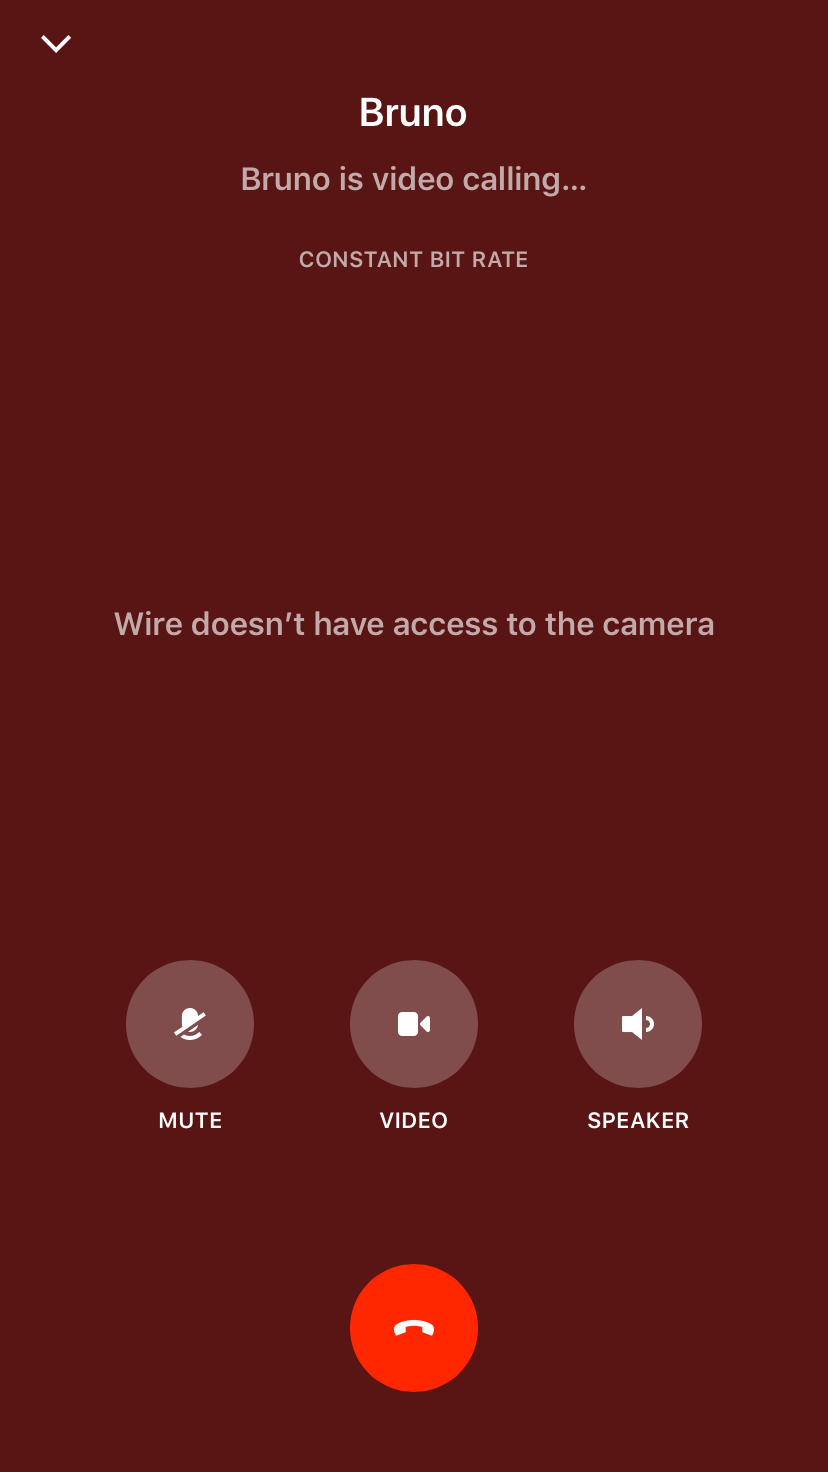 Bruno
Bruno is video calling...
CONSTANT BIT RATE
Wire doesn’t have access to the camera
MUTE
VIDEO
SPEAKER